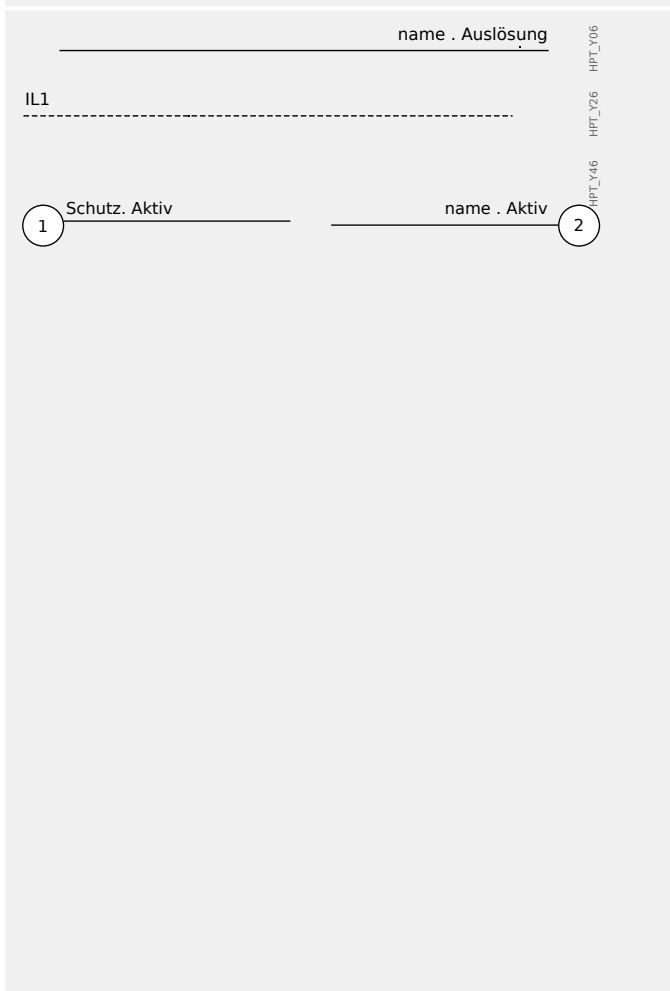 name . Auslösung
HPT_Y06
IL1
HPT_Y26
HPT_Y46
1
Schutz. Aktiv
name . Aktiv
2